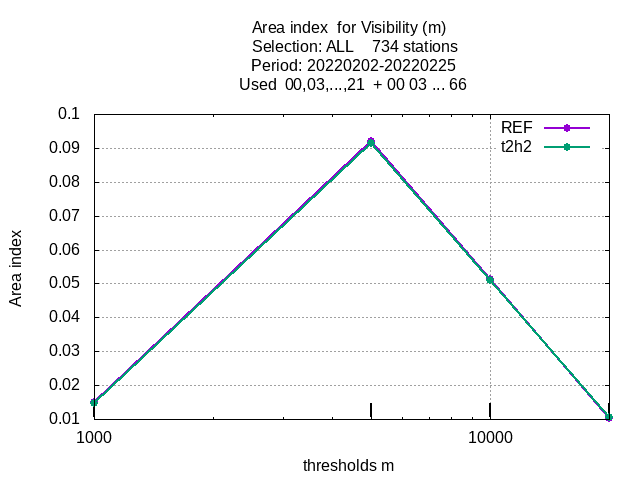 Area index  for Visibility (m)
Selection: ALL    734 stations
Period: 20220202-20220225
Used  00,03,...,21  + 00 03 ... 66
REF
t2h2
0.1
0.09
0.08
0.07
0.06
0.05
0.04
0.03
0.02
0.01
Area index
1000
10000
thresholds m